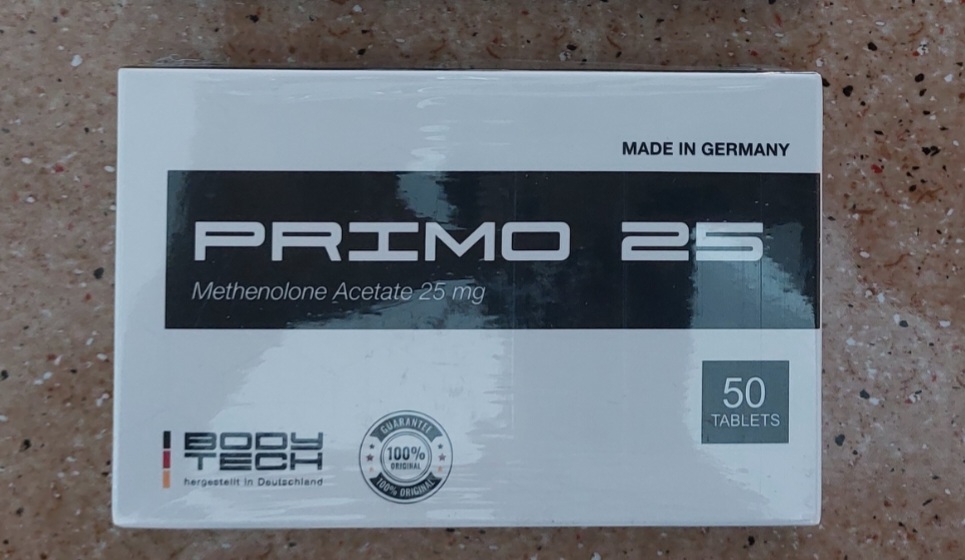 MADE IN GERMANY
PRIMO 25
Methenolone Acetate 25 mg
50
TABLETS
BODY
TECH
hergestellt in Deutschland
GUARANTEE
100%
ORIGINAL
100% ORIGINAL